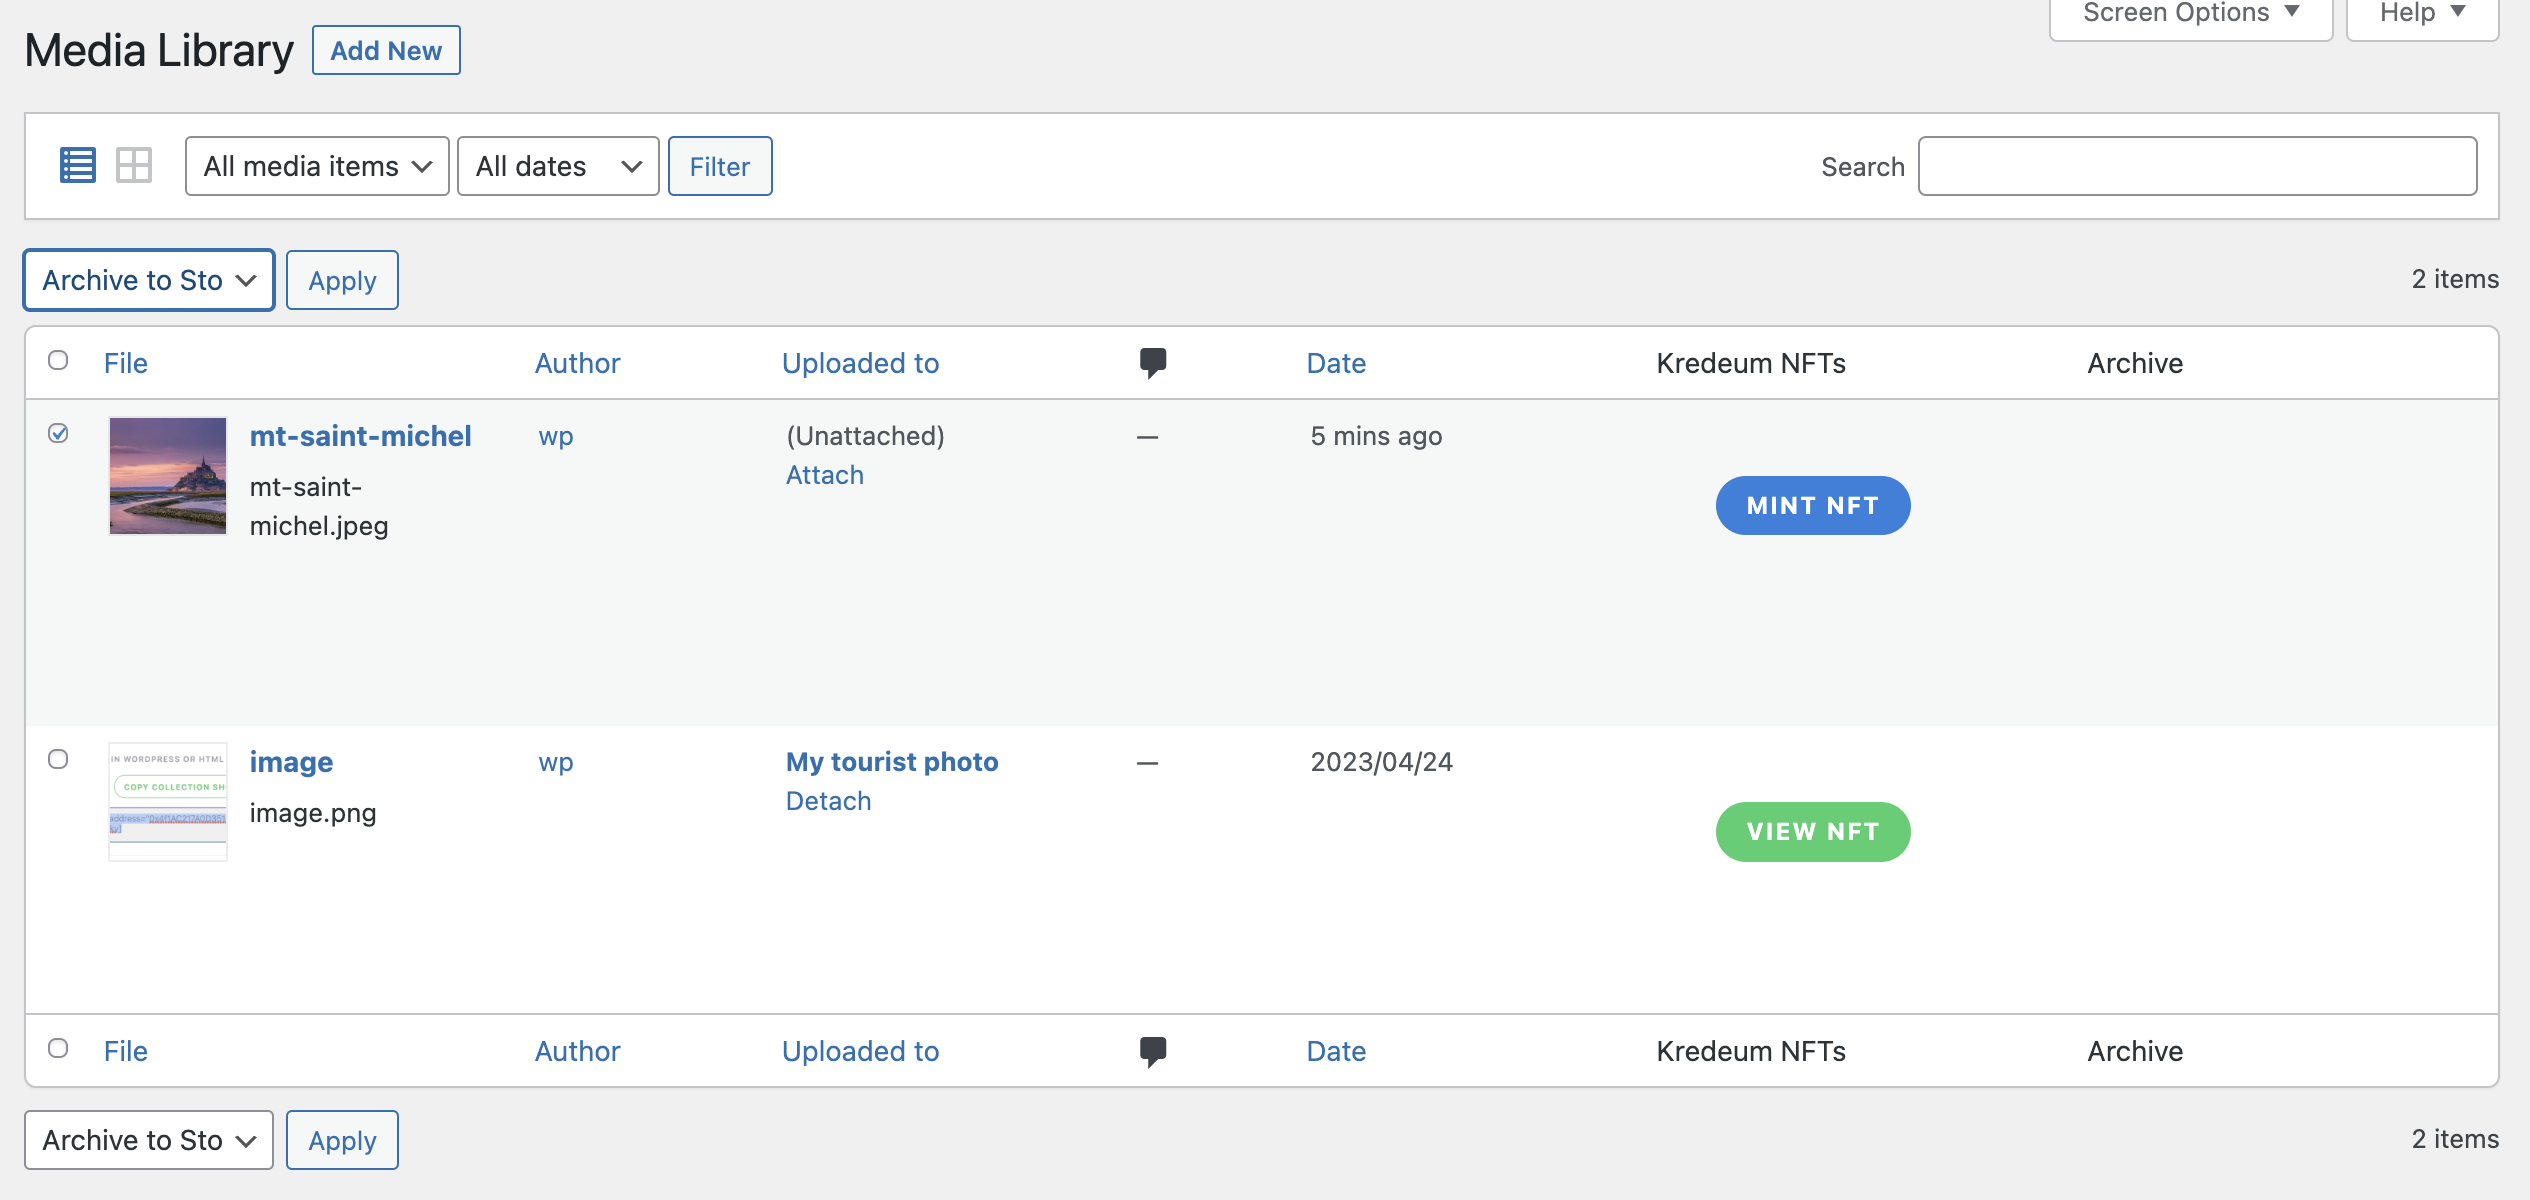 Screen Options
Help
Media Library
Add New
All media items
All dates
Filter
Search
Archive to Sto
Apply
2 items
File
Author
Uploaded to
Date
Kredeum NFTs
Archive
mt-saint-michel
wp
(Unattached)
—
5 mins ago
Attach
mt-saint-
michel.jpeg
MINT NFT
image
wp
My tourist photo
—
2023/04/24
Detach
image.png
IN WORDPRESS OR HTML
COPY COLLECTION SH
VIEW NFT
File
Author
Uploaded to
Date
Kredeum NFTs
Archive
Archive to Sto
Apply
2 items